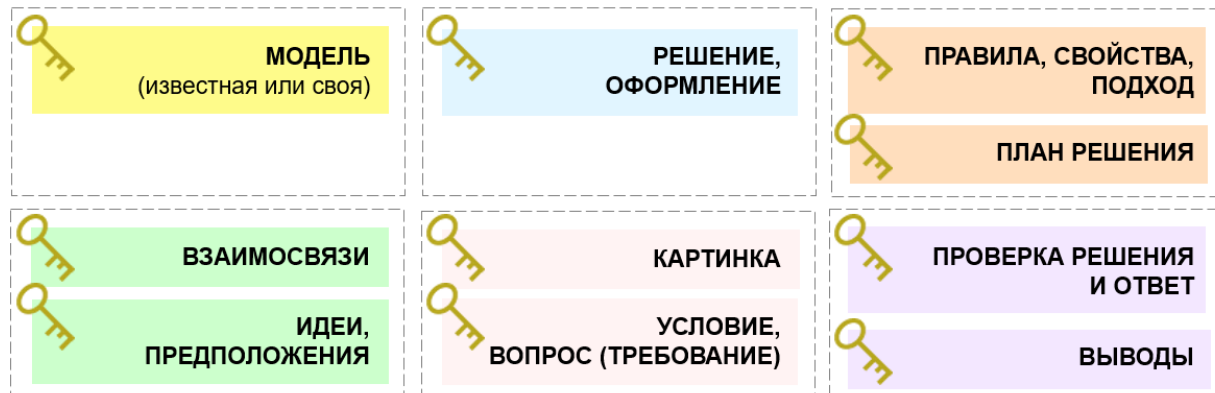 МОДЕЛЬ
(известная или своя)
РЕШЕНИЕ,
ОФОРМЛЕНИЕ
ПРАВИЛА, СВОЙСТВА,
ПОДХОД
ПЛАН РЕШЕНИЯ
ВЗАИМОСВЯЗИ
ИДЕИ,
ПРЕДПОЛОЖЕНИЯ
КАРТИНКА
УСЛОВИЕ,
ВОПРОС (ТРЕБОВАНИЕ)
ПРОВЕРКА РЕШЕНИЯ
И ОТВЕТ
ВЫВОДЫ